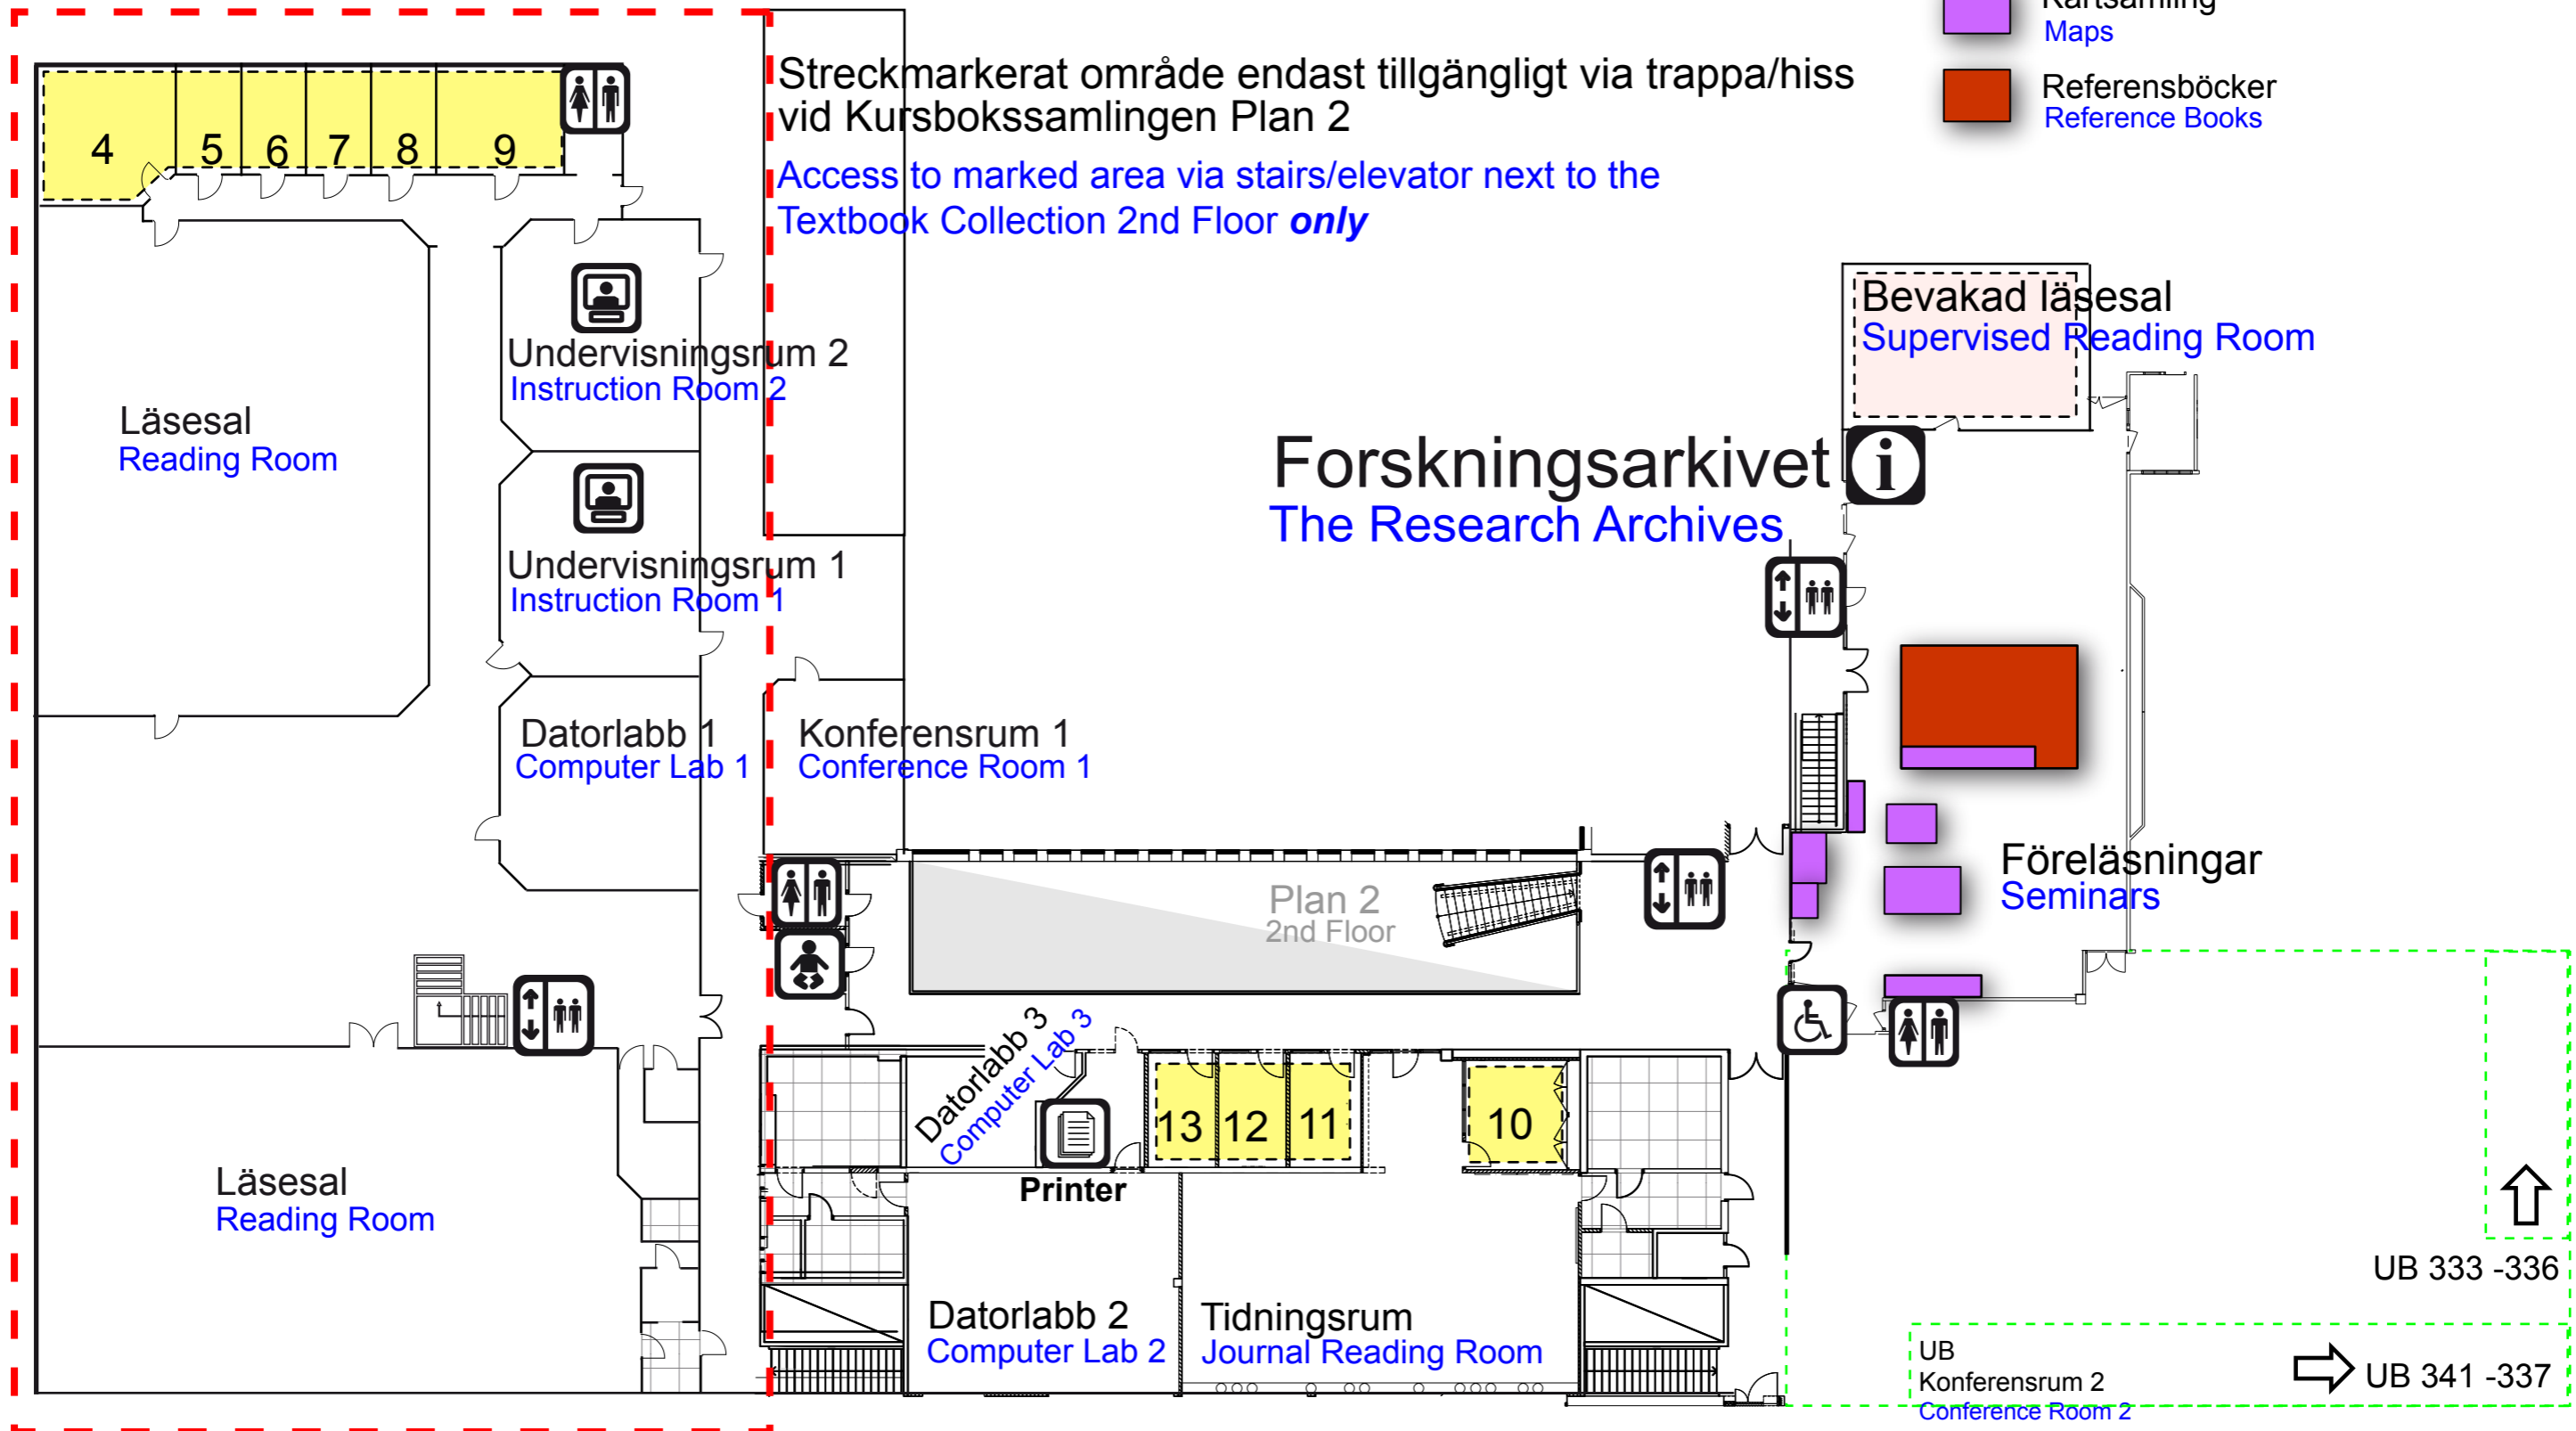 Kartsamling
Maps
Referensböcker
Reference Books
Streckmarkerat område endast tillgängligt via trappa/hiss
vid Kursbokssamlingen Plan 2
Access to marked area via stairs/elevator next to the
Textbook Collection 2nd Floor only
4
5
6
7
8
9
Undervisningsrum 2
Instruction Room 2
Läsesal
Reading Room
Undervisningsrum 1
Instruction Room 1
Datorlabb 1
Computer Lab 1
Konferensrum 1
Conference Room 1
Bevakad läsesal
Supervised Reading Room
Forskningsarkivet
i
The Research Archives
Föreläsningar
Seminars
Plan 2
2nd Floor
Datorlabb 3
Computer Lab 3
13
12
11
10
Printer
Läsesal
Reading Room
Datorlabb 2
Computer Lab 2
Tidningsrum
Journal Reading Room
UB 333 -336
UB
Konferensrum 2
Conference Room 2
UB 341 -337